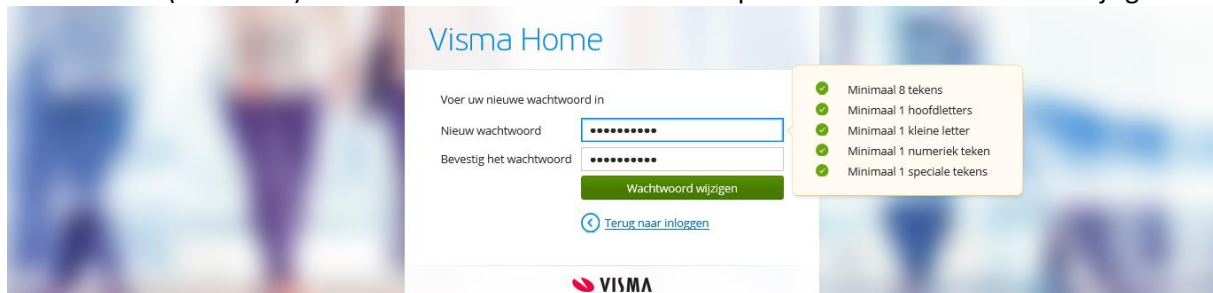 Visma Home
Voer uw nieuwe wachtwoord in
Nieuw wachtwoord
Bevestig het wachtwoord
Wachtwoord wijzigen
Terug naar inloggen
Minimaal 8 tekens
Minimaal 1 hoofdletters
Minimaal 1 kleine letter
Minimaal 1 numeriek teken
Minimaal 1 speciale tekens
VISMA